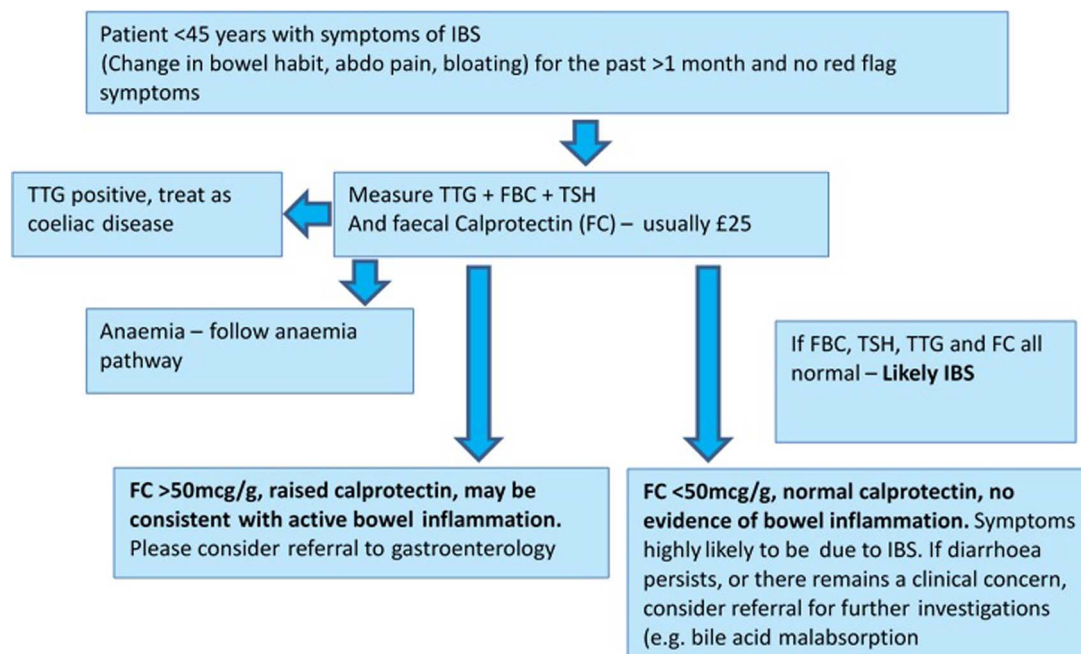 Patient <45 years with symptoms of IBS
(Change in bowel habit, abdo pain, bloating) for the past >1 month and no red flag
symptoms
TTG positive, treat as
coeliac disease
Measure TTG + FBC + TSH
And faecal Calprotectin (FC) – usually £25
Anaemia – follow anaemia
pathway
If FBC, TSH, TTG and FC all
normal – Likely IBS
FC >50mcg/g, raised calprotectin, may be
consistent with active bowel inflammation.
Please consider referral to gastroenterology
FC <50mcg/g, normal calprotectin, no
evidence of bowel inflammation. Symptoms
highly likely to be due to IBS. If diarrhoea
persists, or there remains a clinical concern,
consider referral for further investigations
(e.g. bile acid malabsorption